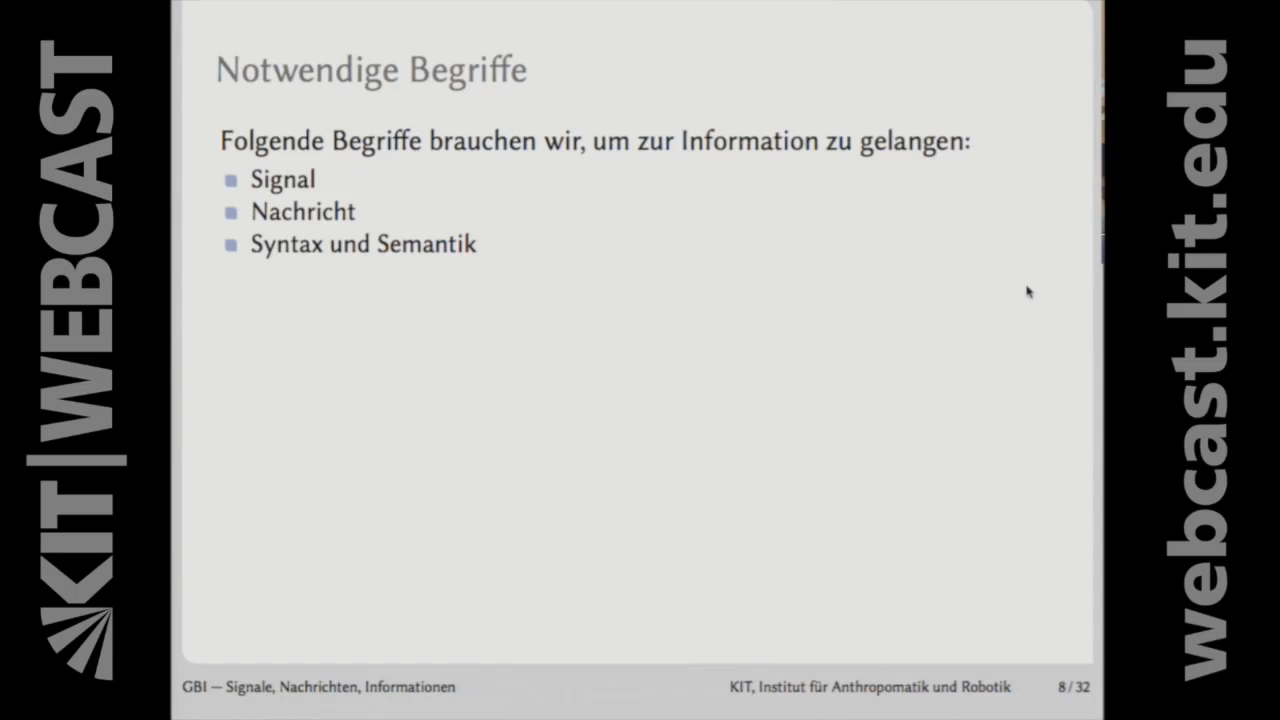 KIT|WEBCAST
Notwendige Begriffe
Folgende Begriffe brauchen wir, um zur Information zu gelangen:
Signal
Nachricht
Syntax und Semantik
GBI — Signale, Nachrichten, Informationen
KIT, Institut für Anthropomatik und Robotik
8/32
webcast.kit.edu